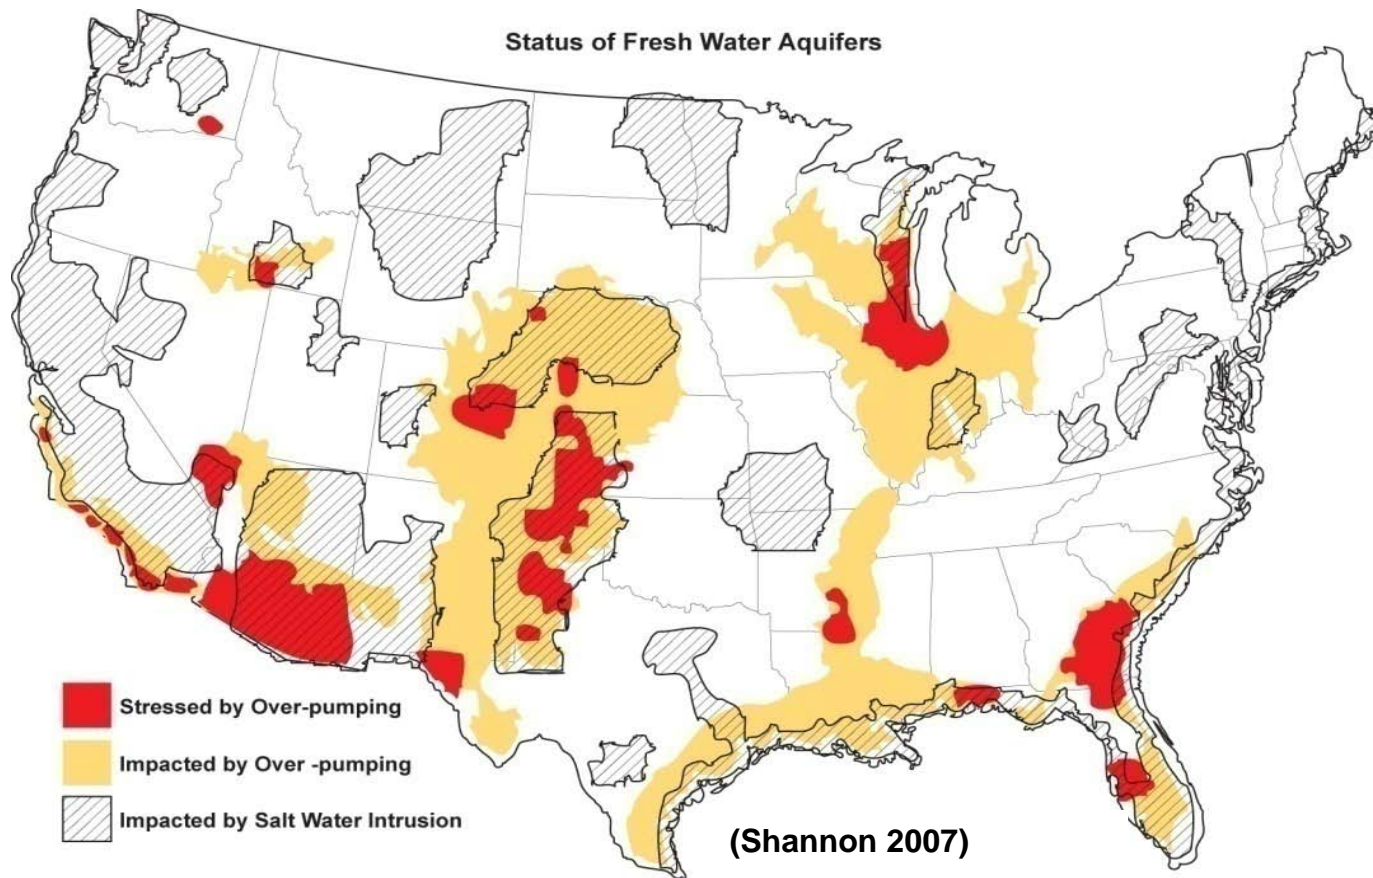 Status of Fresh Water Aquifers
Stressed by Over-pumping
Impacted by Over -pumping
Impacted by Salt Water Intrusion
(Shannon 2007)